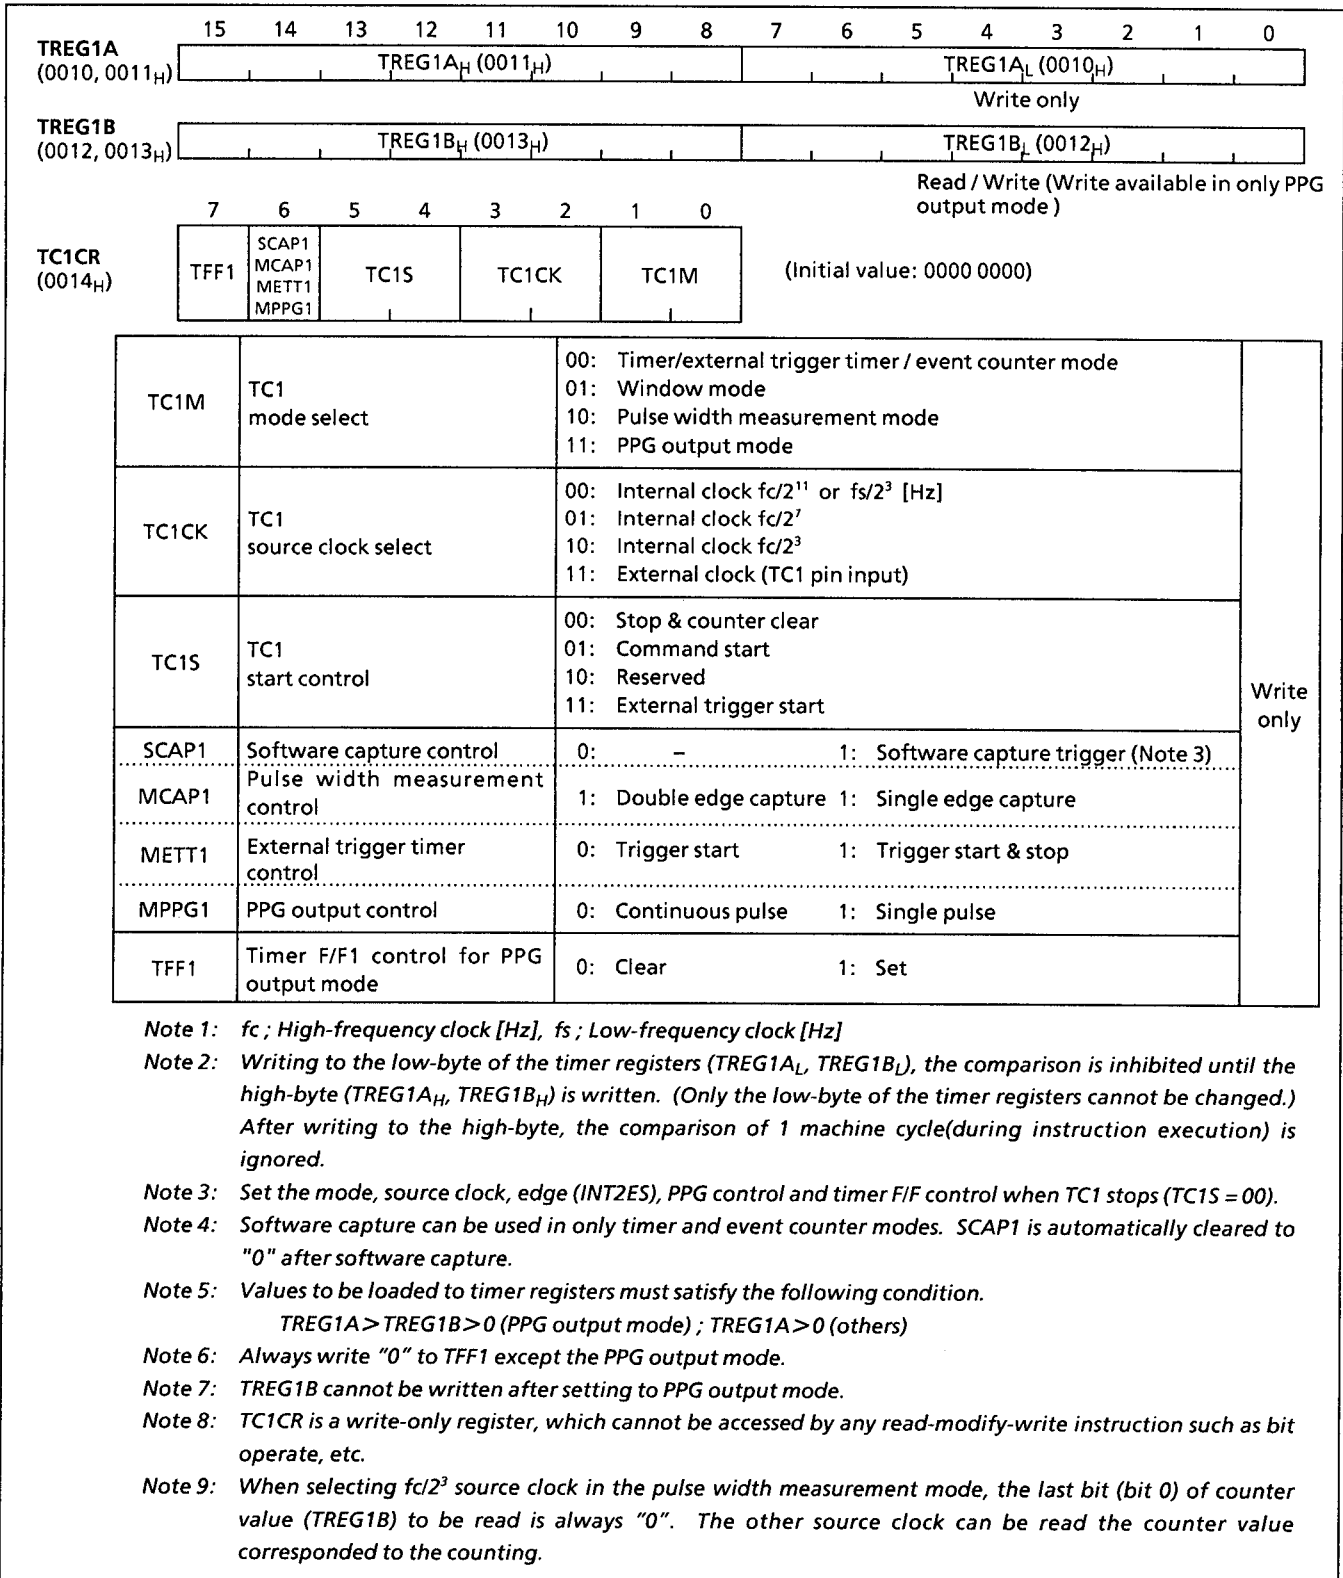 15 14 13 12 11 10 9 8 7 6 5 4 3 2 1 0
TREG1A
(0010, 0011H) TREG1AH (0011H) TREG1AL (0010H)
Write only
TREG1B
(0012, 0013H) TREG1BH (0013H) TREG1BL (0012H)
Read / Write (Write available in only PPG
output mode )
7 6 5 4 3 2 1 0
TC1CR
(0014H)
TFF1
SCAP1
MCAP1
METT1
MPPG1
TC1S TC1CK TC1M (Initial value: 0000 0000)
TC1M
TC1
mode select
00: Timer/external trigger timer / event counter mode
01: Window mode
10: Pulse width measurement mode
11: PPG output mode
TC1CK
TC1
source clock select
00: Internal clock fc/2¹¹ or fs/2³ [Hz]
01: Internal clock fc/2⁷
10: Internal clock fc/2³
11: External clock (TC1 pin input)
TC1S
TC1
start control
00: Stop & counter clear
01: Command start
10: Reserved
11: External trigger start
Write
only
SCAP1 Software capture control 0: – 1: Software capture trigger (Note 3)
MCAP1
Pulse width measurement
control
1: Double edge capture 1: Single edge capture
METT1
External trigger timer
control
0: Trigger start 1: Trigger start & stop
MPPG1 PPG output control 0: Continuous pulse 1: Single pulse
TFF1
Timer F/F1 control for PPG
output mode
0: Clear 1: Set
Note 1: fc ; High-frequency clock [Hz], fs ; Low-frequency clock [Hz]
Note 2: Writing to the low-byte of the timer registers (TREG1AL, TREG1BL), the comparison is inhibited until the
high-byte (TREG1AH, TREG1BH) is written. (Only the low-byte of the timer registers cannot be changed.)
After writing to the high-byte, the comparison of 1 machine cycle(during instruction execution) is
ignored.
Note 3: Set the mode, source clock, edge (INT2ES), PPG control and timer F/F control when TC1 stops (TC1S = 00).
Note 4: Software capture can be used in only timer and event counter modes. SCAP1 is automatically cleared to
"0" after software capture.
Note 5: Values to be loaded to timer registers must satisfy the following condition.
TREG1A > TREG1B > 0 (PPG output mode) ; TREG1A > 0 (others)
Note 6: Always write "0" to TFF1 except the PPG output mode.
Note 7: TREG1B cannot be written after setting to PPG output mode.
Note 8: TC1CR is a write-only register, which cannot be accessed by any read-modify-write instruction such as bit
operate, etc.
Note 9: When selecting fc/2³ source clock in the pulse width measurement mode, the last bit (bit 0) of counter
value (TREG1B) to be read is always "0". The other source clock can be read the counter value
corresponded to the counting.